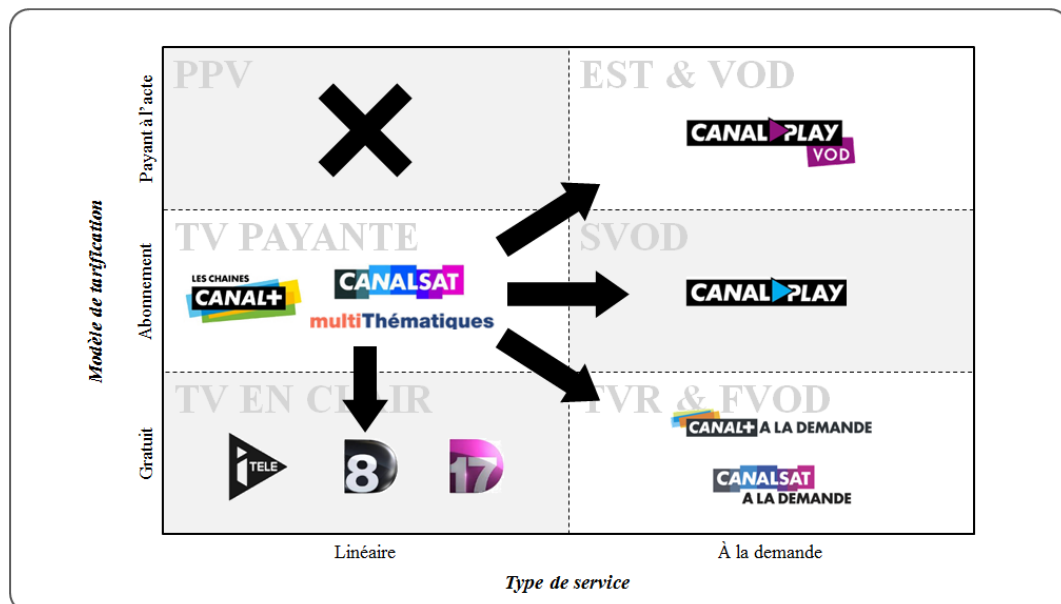 Modèle de tarification
Payant à l'acte
PPV
EST & VOD
CANAL PLAY
VOD
Abonnement
TV PAYANTE
LES CHAINES
CANAL+
CANALSAT
multiThématiques
SVOD
CANAL PLAY
Gratuit
TV EN CLAIR
i TELE
D8
D17
TVR & FVOD
CANAL+ A LA DEMANDE
CANALSAT
A LA DEMANDE
Linéaire
À la demande
Type de service